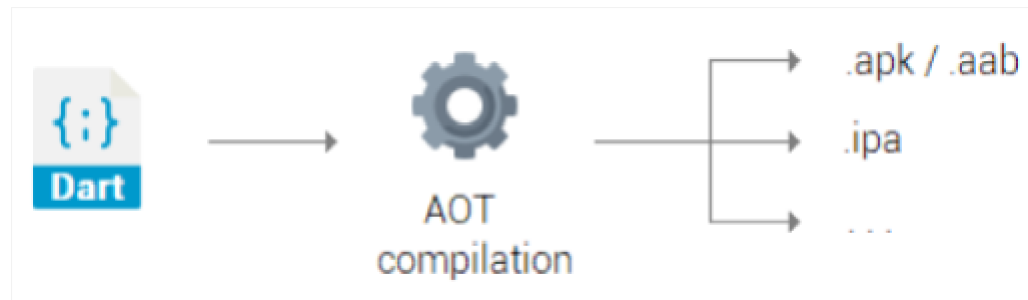 {;}
Dart
AOT
compilation
.apk / .aab
.ipa
...